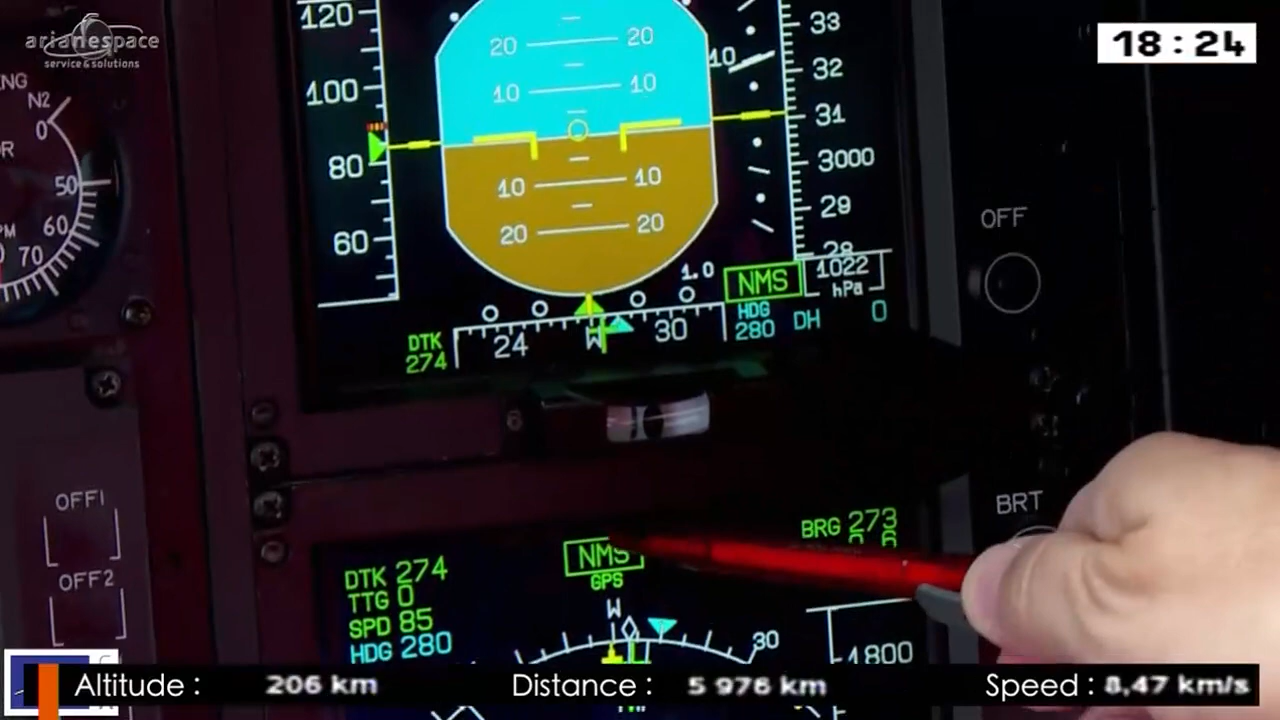 arianespace
service & solutions
18:24
120
100
80
60
20 20
10 10
10 10
20 20
10
33
32
31
3000
29
28
1022
hPa
1.0
NMS
HDG
280
DH 0
DTK
274
24 W 30
N2
0
50
60
70
OFF
BRT
OFF1
OFF2
DTK 274
TTG 0
SPD 85
HDG 280
NMS
GPS
BRG 273
W
30
1800
Altitude : 206 km Distance : 5 976 km Speed : 8,47 km/s